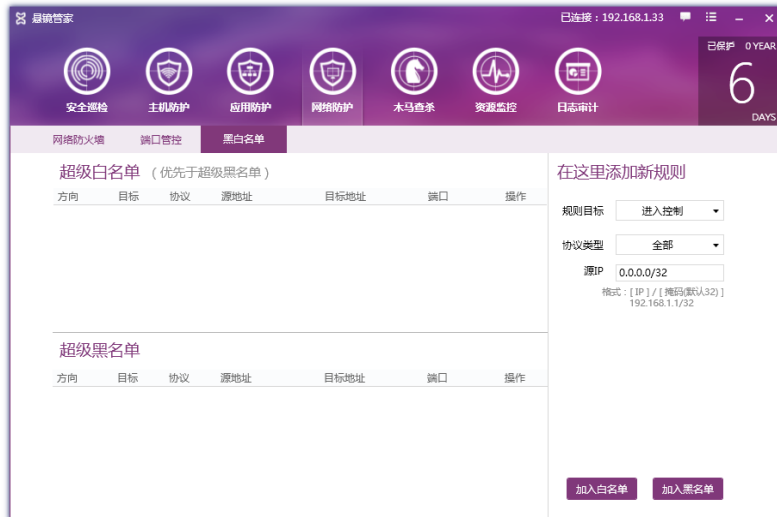 悬镜管家 已连接：192.168.1.33
已保护 0 YEAR
6
DAYS
安全巡检 主机防护 应用防护 网络防护 木马查杀 资源监控 日志审计
网络防火墙 端口管控 黑白名单
超级白名单 （优先于超级黑名单）
方向 目标 协议 源地址 目标地址 端口 操作
超级黑名单
方向 目标 协议 源地址 目标地址 端口 操作
在这里添加新规则
规则目标 进入控制
协议类型 全部
源IP 0.0.0.0/32
格式：[ IP ] / [ 掩码(默认32) ]
192.168.1.1/32
加入白名单 加入黑名单